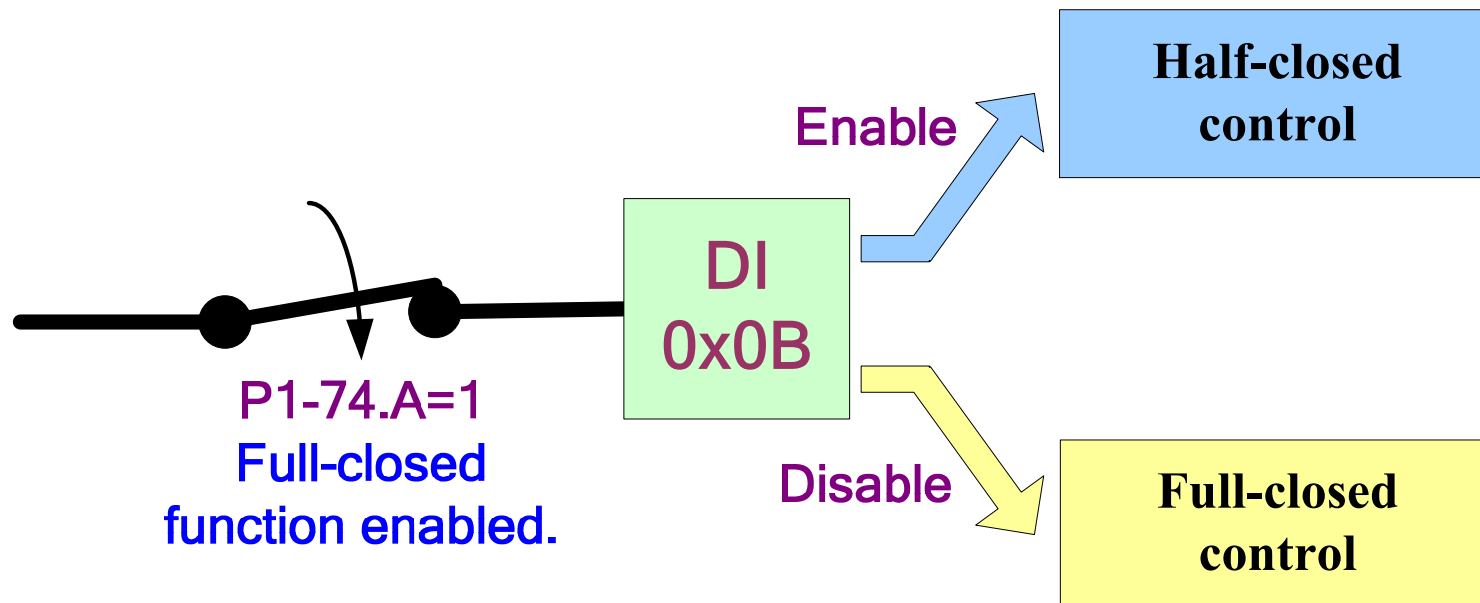 Half-closed
control
Enable
DI
0x0B
P1-74.A=1
Full-closed
function enabled.
Disable
Full-closed
control